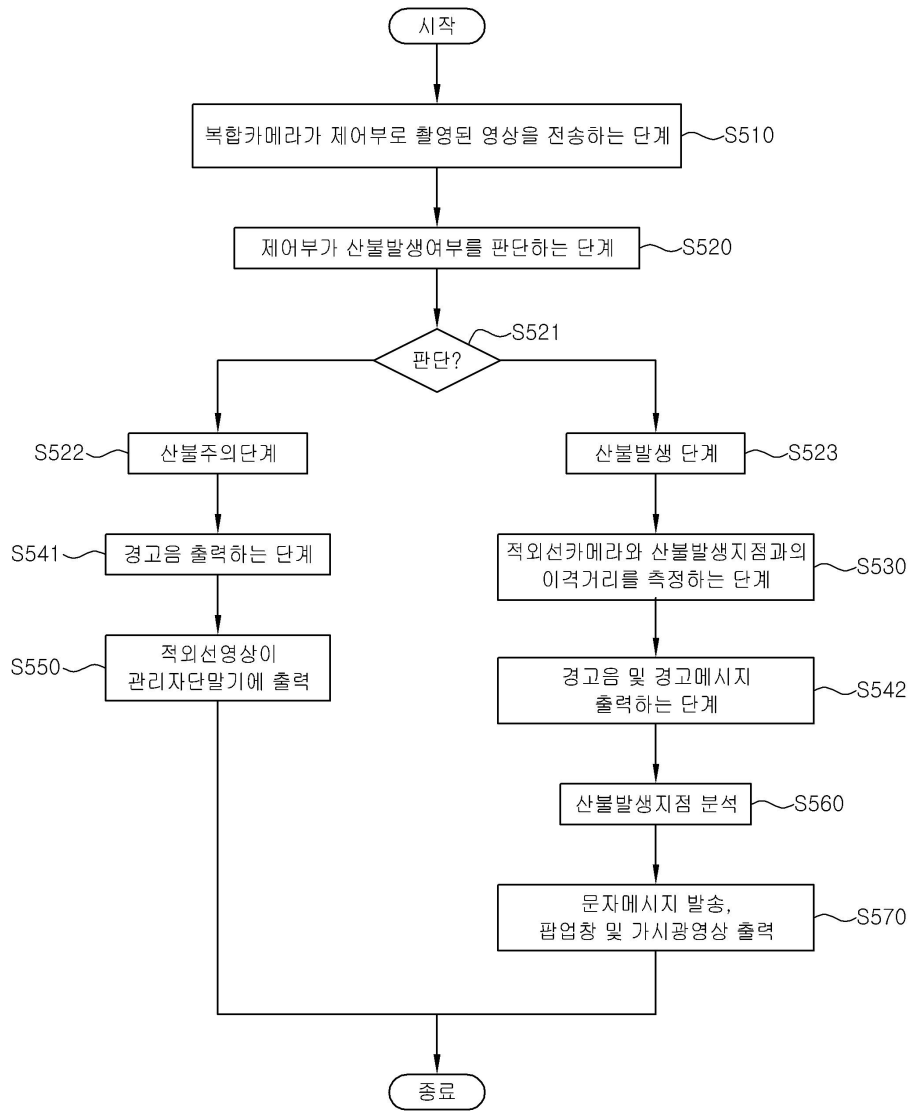 시작
복합카메라가 제어부로 촬영된 영상을 전송하는 단계
S510
제어부가 산불발생여부를 판단하는 단계
S520
판단?
S521
S522
산불주의단계
산불발생 단계
S523
S541
경고음 출력하는 단계
적외선카메라와 산불발생지점과의
이격거리를 측정하는 단계
S530
S550
적외선영상이
관리자단말기에 출력
경고음 및 경고메시지
출력하는 단계
S542
산불발생지점 분석
S560
문자메시지 발송,
팝업창 및 가시광영상 출력
S570
종료